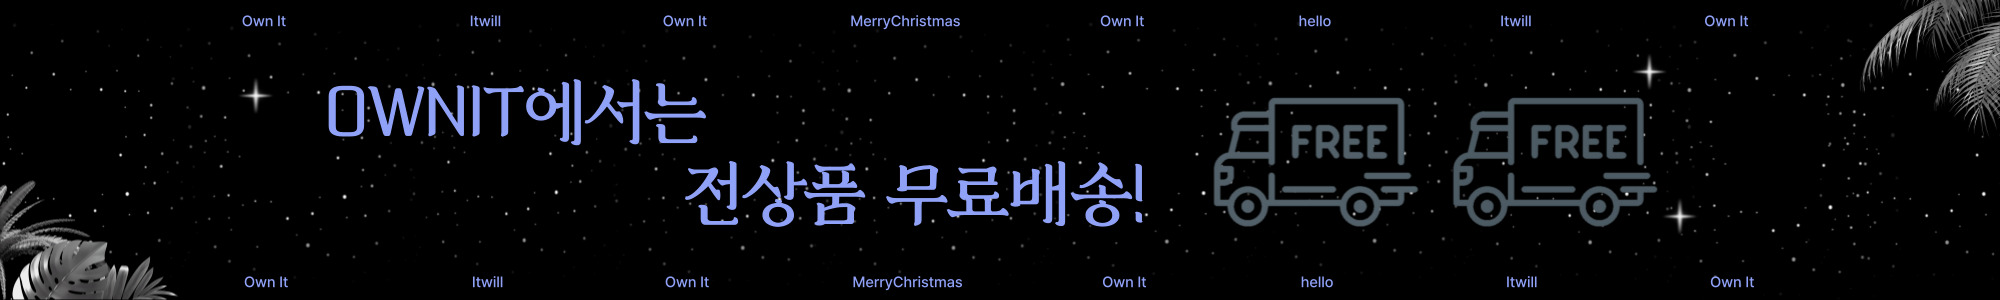 Own It Itwill Own It MerryChristmas Own It hello Itwill Own It
OWNIT에서는
전상품 무료배송!
FREE FREE
Own It Itwill Own It MerryChristmas Own It hello Itwill Own It